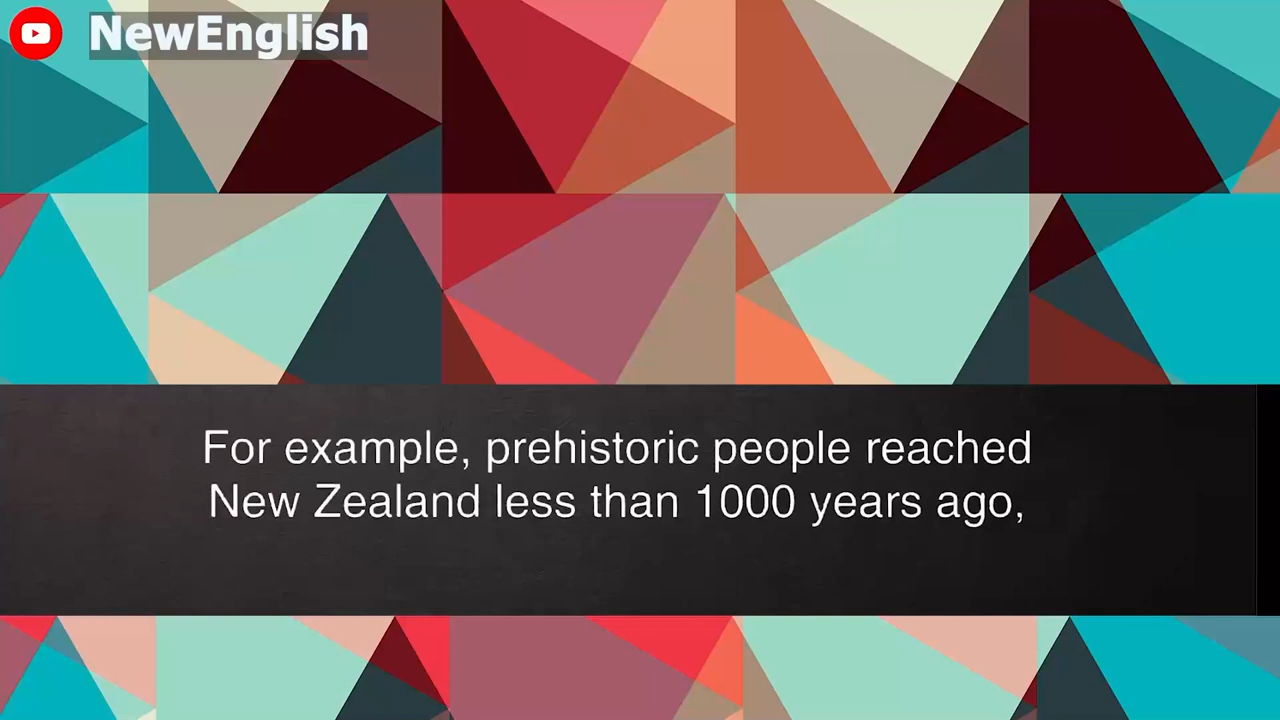 NewEnglish
For example, prehistoric people reached
New Zealand less than 1000 years ago,